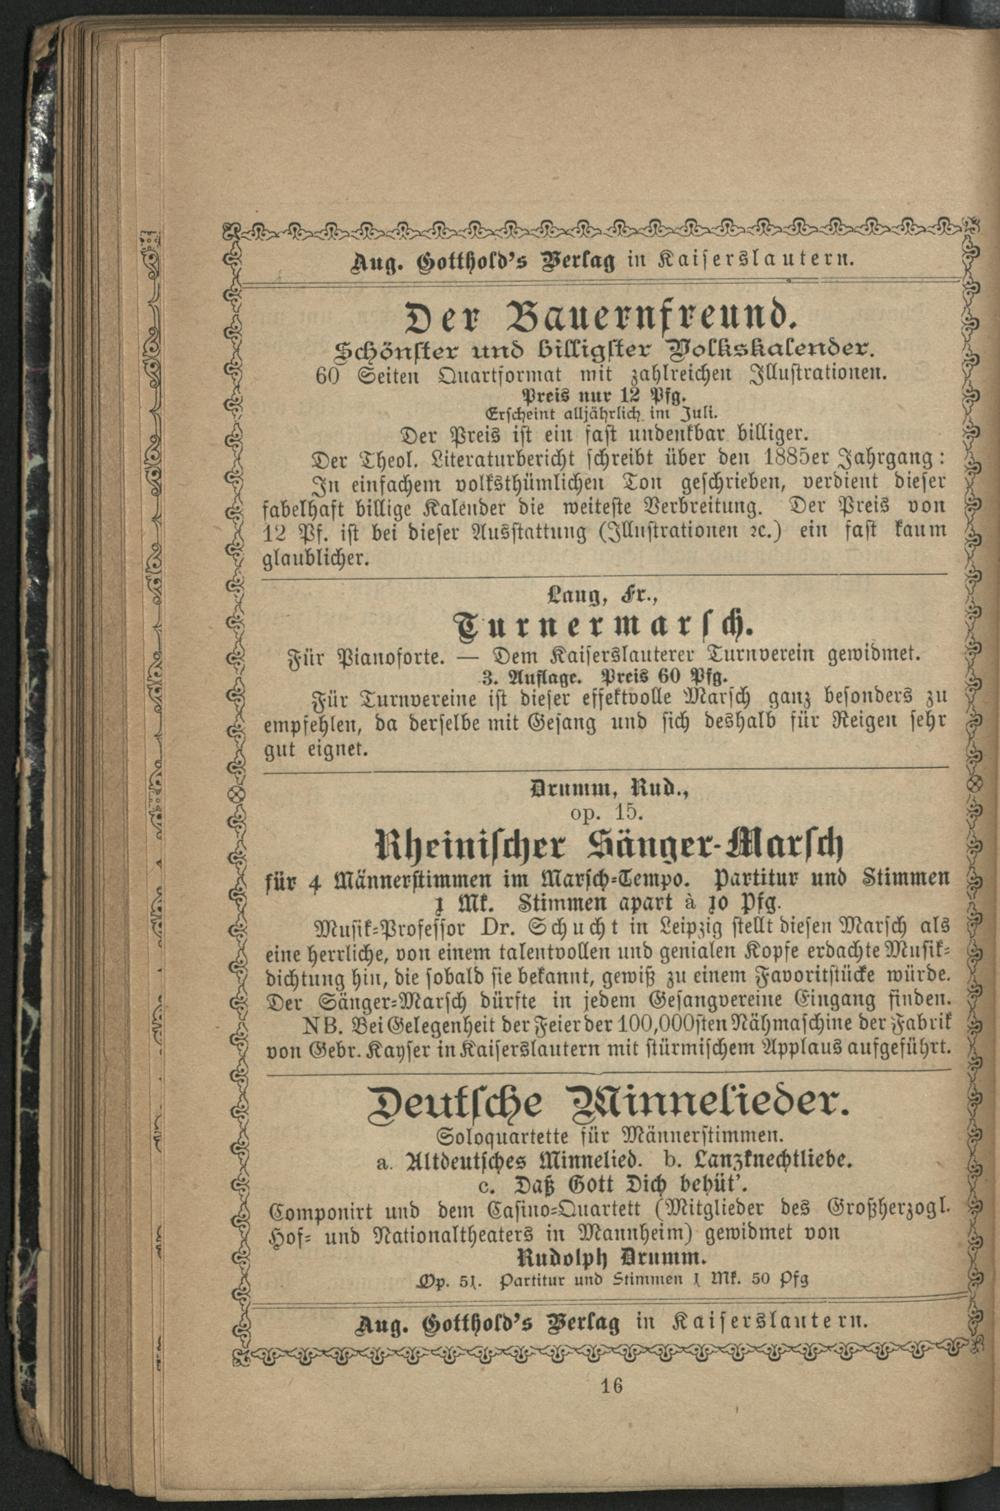 Aug. Gotthold's Verlag in Kaiserslautern.
Der Bauernfreund.
Schönster und billigster Volkskalender.
60 Seiten Quartformat mit zahlreichen Illustrationen.
Preis nur 12 Pfg.
Erscheint alljährlich im Juli.
Der Preis ist ein fast undenkbar billiger.
Der Theol. Literaturbericht schreibt über den 1885er Jahrgang:
In einfachem volksthümlichen Ton geschrieben, verdient dieser
fabelhaft billige Kalender die weiteste Verbreitung. Der Preis von
12 Pf. ist bei dieser Ausstattung (Illustrationen ꝛc.) ein fast kaum
glaublicher.
Lang, Fr.,
Turnermarsch.
Für Pianoforte. — Dem Kaiserslauterer Turnverein gewidmet.
3. Auflage. Preis 60 Pfg.
Für Turnvereine ist dieser effektvolle Marsch ganz besonders zu
empfehlen, da derselbe mit Gesang und sich deshalb für Reigen sehr
gut eignet.
Drumm, Rud.,
op. 15.
Rheinischer Sänger-Marsch
für 4 Männerstimmen im Marsch-Tempo. Partitur und Stimmen
1 Mk. Stimmen apart à 10 Pfg.
Musik-Professor Dr. Schucht in Leipzig stellt diesen Marsch als
eine herrliche, von einem talentvollen und genialen Kopfe erdachte Musik-
dichtung hin, die sobald sie bekannt, gewiß zu einem Favoritstücke würde.
Der Sänger-Marsch dürfte in jedem Gesangvereine Eingang finden.
NB. Bei Gelegenheit der Feier der 100,000sten Nähmaschine der Fabrik
von Gebr. Kayser in Kaiserslautern mit stürmischem Applaus aufgeführt.
Deutsche Minnelieder.
Soloquartette für Männerstimmen.
a. Altdeutsches Minnelied. b. Lanzknechtliebe.
c. Daß Gott Dich behüt'.
Componirt und dem Casino-Quartett (Mitglieder des Großherzogl.
Hof- und Nationaltheaters in Mannheim) gewidmet von
Rudolph Drumm.
Op. 51. Partitur und Stimmen 1 Mk. 50 Pfg
Aug. Gotthold's Verlag in Kaiserslautern.
16